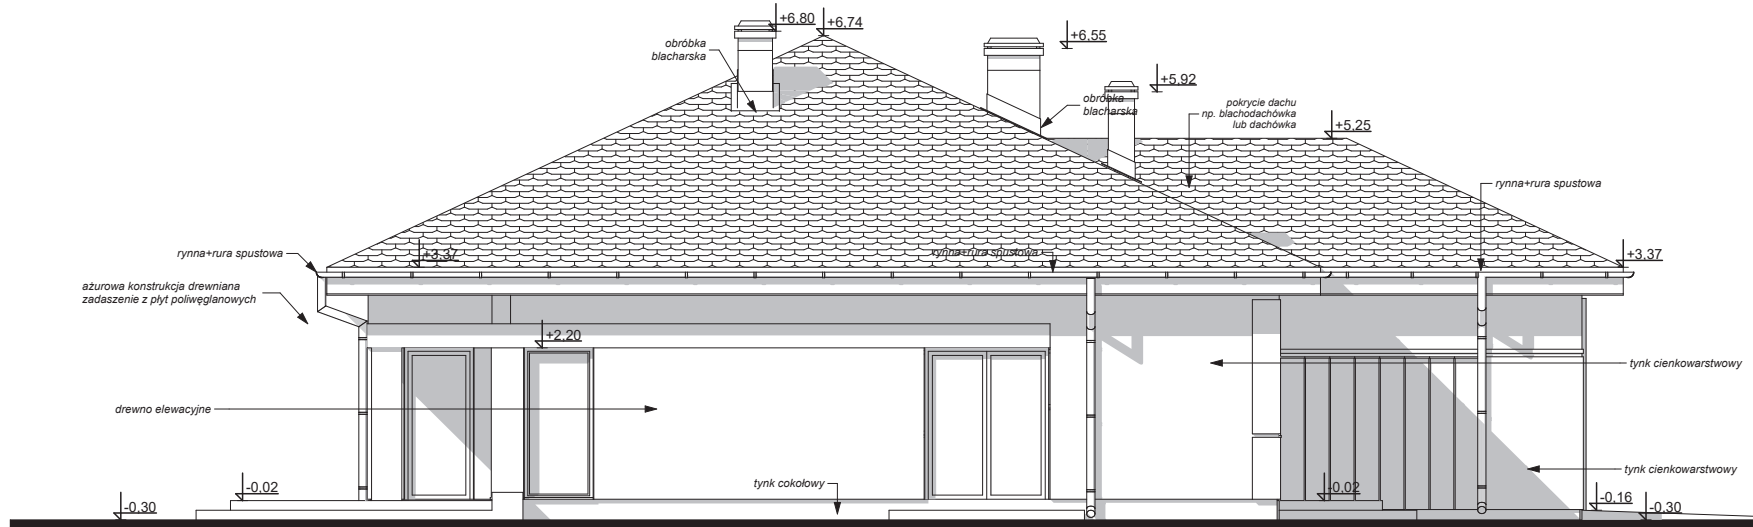 +6,80
+6,74
+6,55
obróbka
blacharska
+5,92
obróbka
blacharska
pokrycie dachu
np. blachodachówka
lub dachówka
+5,25
rynna+rura spustowa
rynna+rura spustowa
+3,37
rynna+rura spustowa
+3,37
ażurowa konstrukcja drewniana
zadaszenie z płyt poliwęglanowych
+2,20
tynk cienkowarstwowy
drewno elewacyjne
tynk cienkowarstwowy
tynk cokołowy
-0,02
-0,02
-0,30
-0,16
-0,30